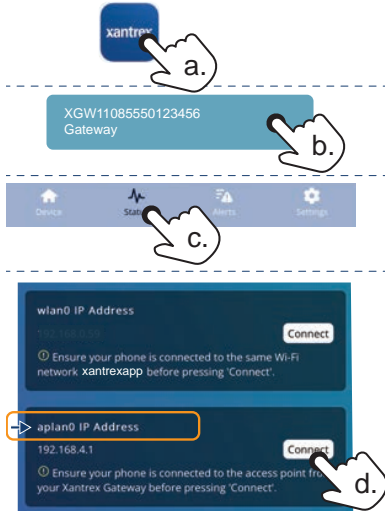 xantrex
a.
XGW11085550123456
Gateway
b.
Device
Alerts
Settings
c.
wlan0 IP Address
192.168.0.59
Connect
Ensure your phone is connected to the same Wi-Fi
network xantrexapp before pressing 'Connect'.
aplan0 IP Address
192.168.4.1
Connect
Ensure your phone is connected to the access point from
your Xantrex Gateway before pressing 'Connect'.
d.